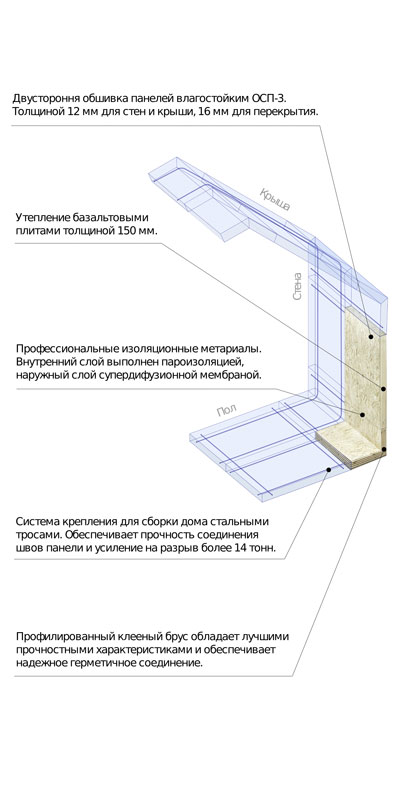 Двустороння обшивка панелей влагостойким ОСП-3.
Толщиной 12 мм для стен и крыши, 16 мм для перекрытия.
Крыша
Утепление базальтовыми
плитами толщиной 150 мм.
Стена
Профессиональные изоляционные метариалы.
Внутренний слой выполнен пароизоляцией,
наружный слой супердифузионной мембраной.
Пол
Система крепления для сборки дома стальными
тросами. Обеспечивает прочность соединения
швов панели и усиление на разрыв более 14 тонн.
Профилированный клееный брус обладает лучшими
прочностными характеристиками и обеспечивает
надежное герметичное соединение.